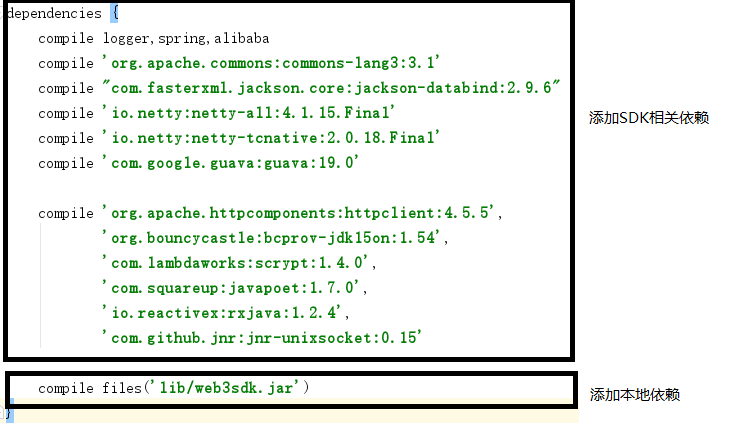 dependencies {
compile logger,spring,alibaba
compile 'org.apache.commons:commons-lang3:3.1'
compile "com.fasterxml.jackson.core:jackson-databind:2.9.6"
compile 'io.netty:netty-all:4.1.15.Final'
compile 'io.netty:netty-tcnative:2.0.18.Final'
compile 'com.google.guava:guava:19.0'
compile 'org.apache.httpcomponents:httpclient:4.5.5',
'org.bouncycastle:bcprov-jdk15on:1.54',
'com.lambdaworks:scrypt:1.4.0',
'com.squareup:javapoet:1.7.0',
'io.reactivex:rxjava:1.2.4',
'com.github.jnr:jnr-unixsocket:0.15'
添加SDK相关依赖
compile files('lib/web3sdk.jar')
添加本地依赖
}